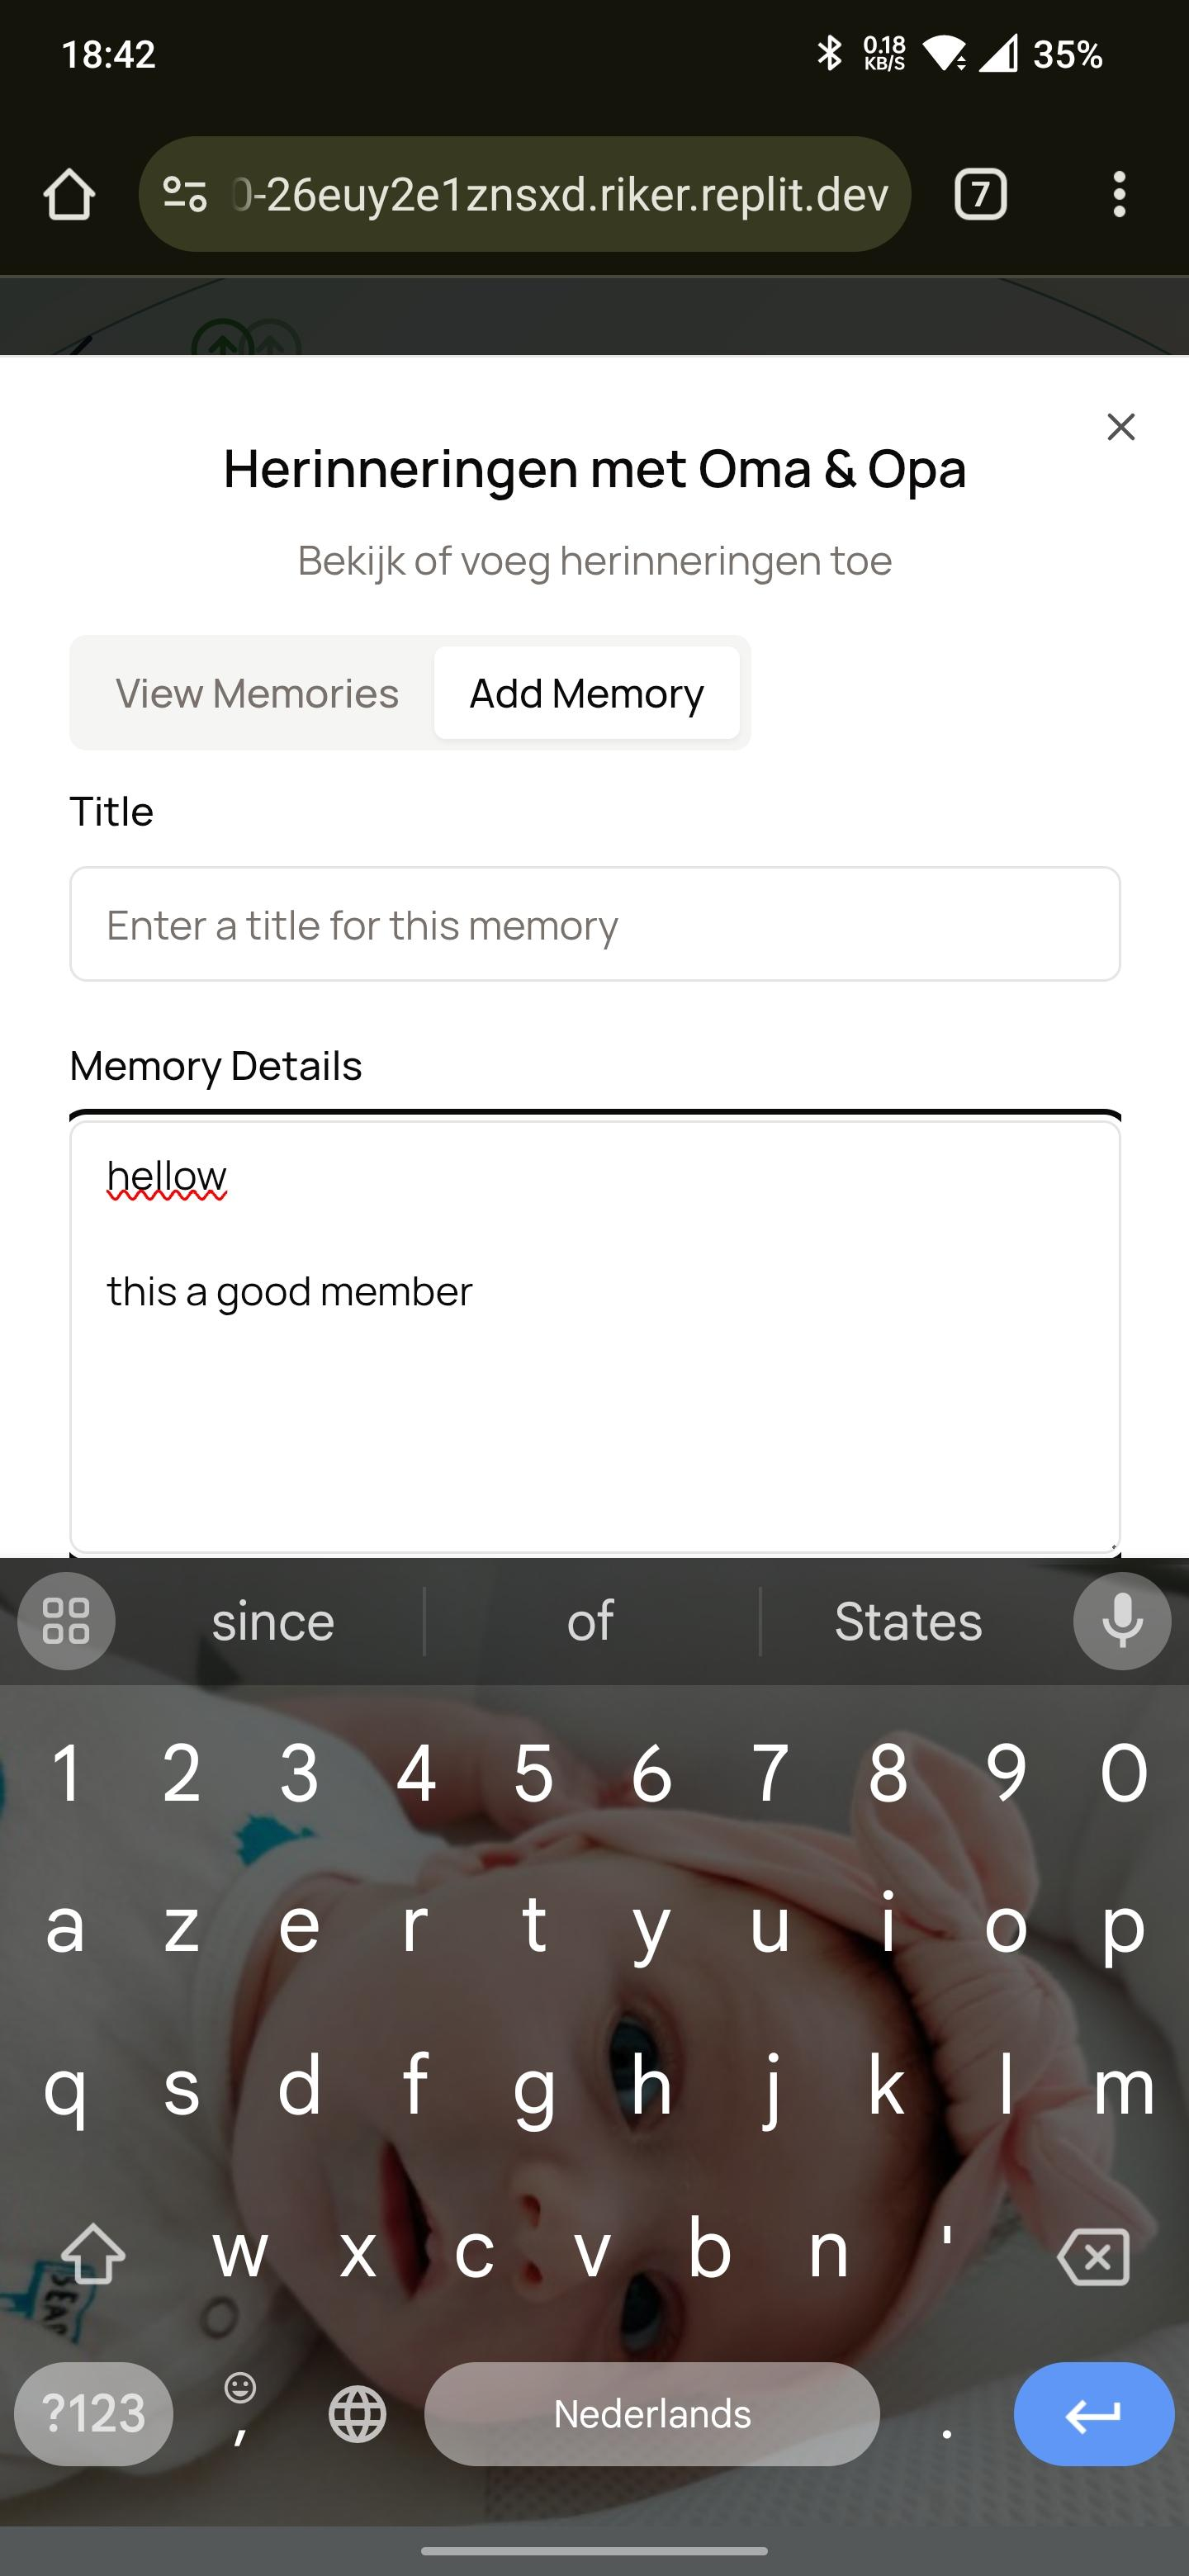 18:42
0.18
KB/S
35%
0-26euy2e1znsxd.riker.replit.dev
7
Herinneringen met Oma & Opa
Bekijk of voeg herinneringen toe
View Memories Add Memory
Title
Enter a title for this memory
Memory Details
hellow
this a good member
since of States
1 2 3 4 5 6 7 8 9 0
a z e r t y u i o p
q s d f g h j k l m
w x c v b n '
?123 , Nederlands .